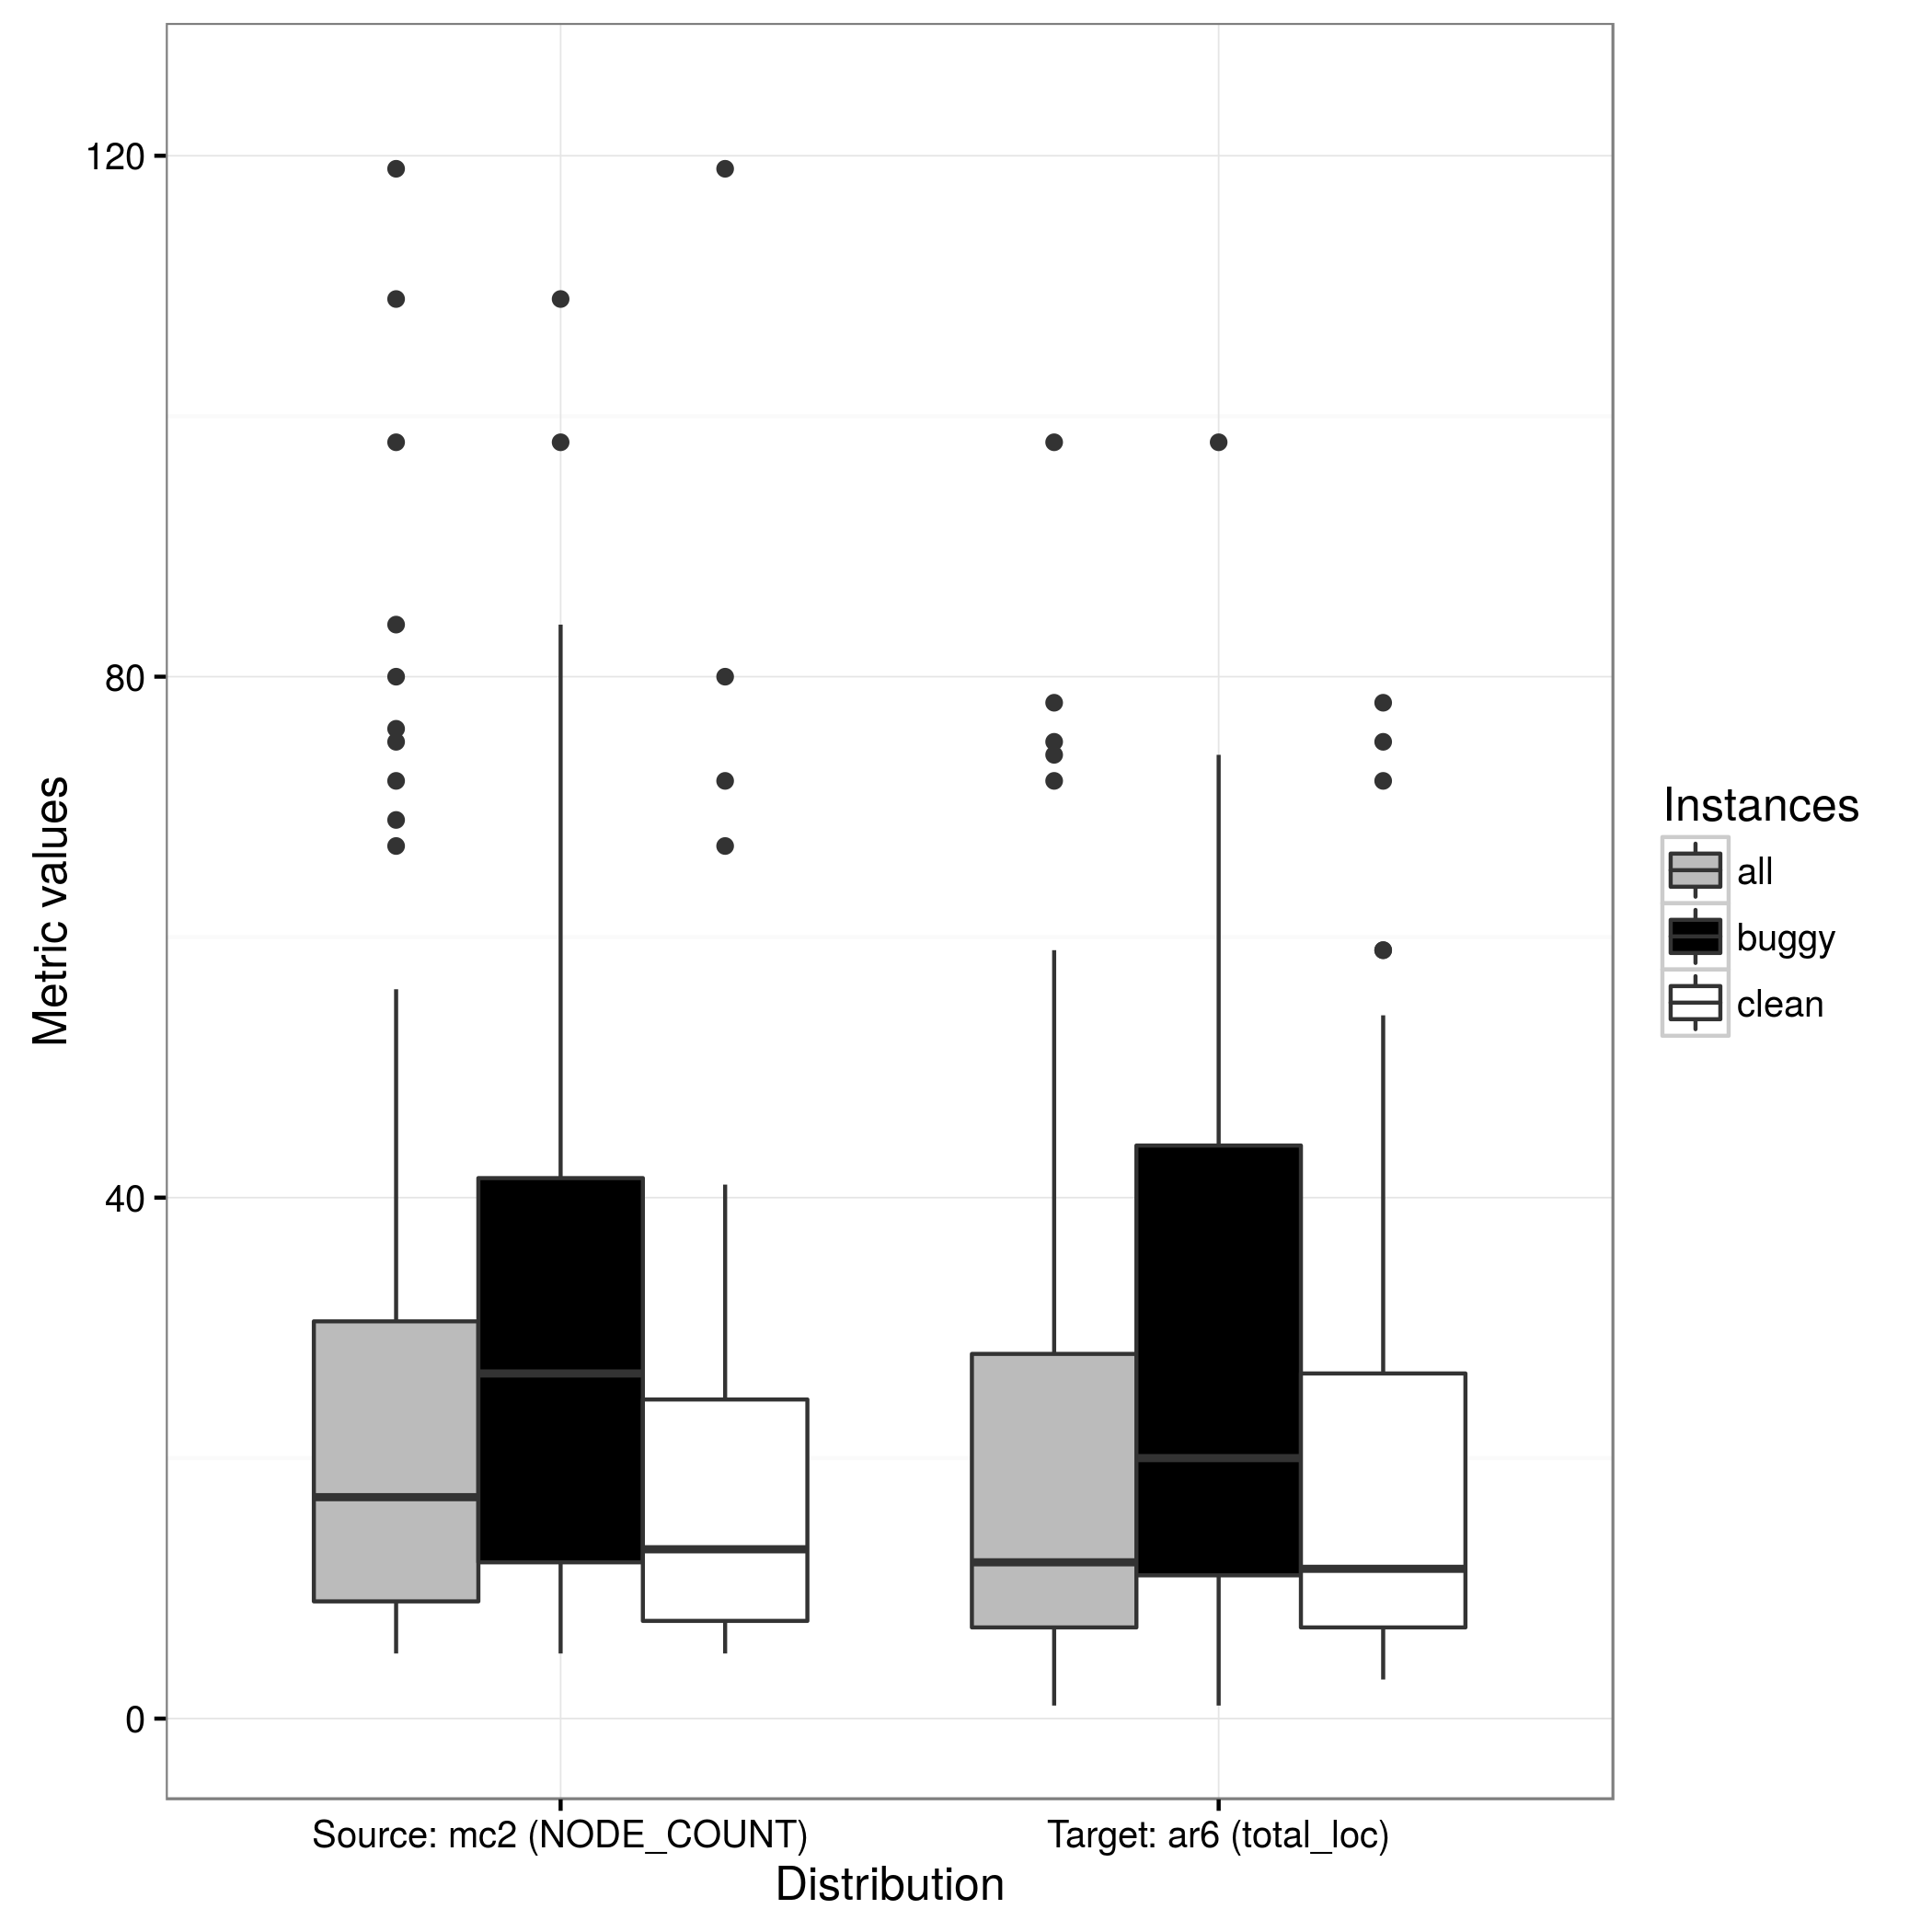 120
80
40
0
Metric values
Source: mc2 (NODE_COUNT)
Target: ar6 (total_loc)
Distribution
Instances
all
buggy
clean